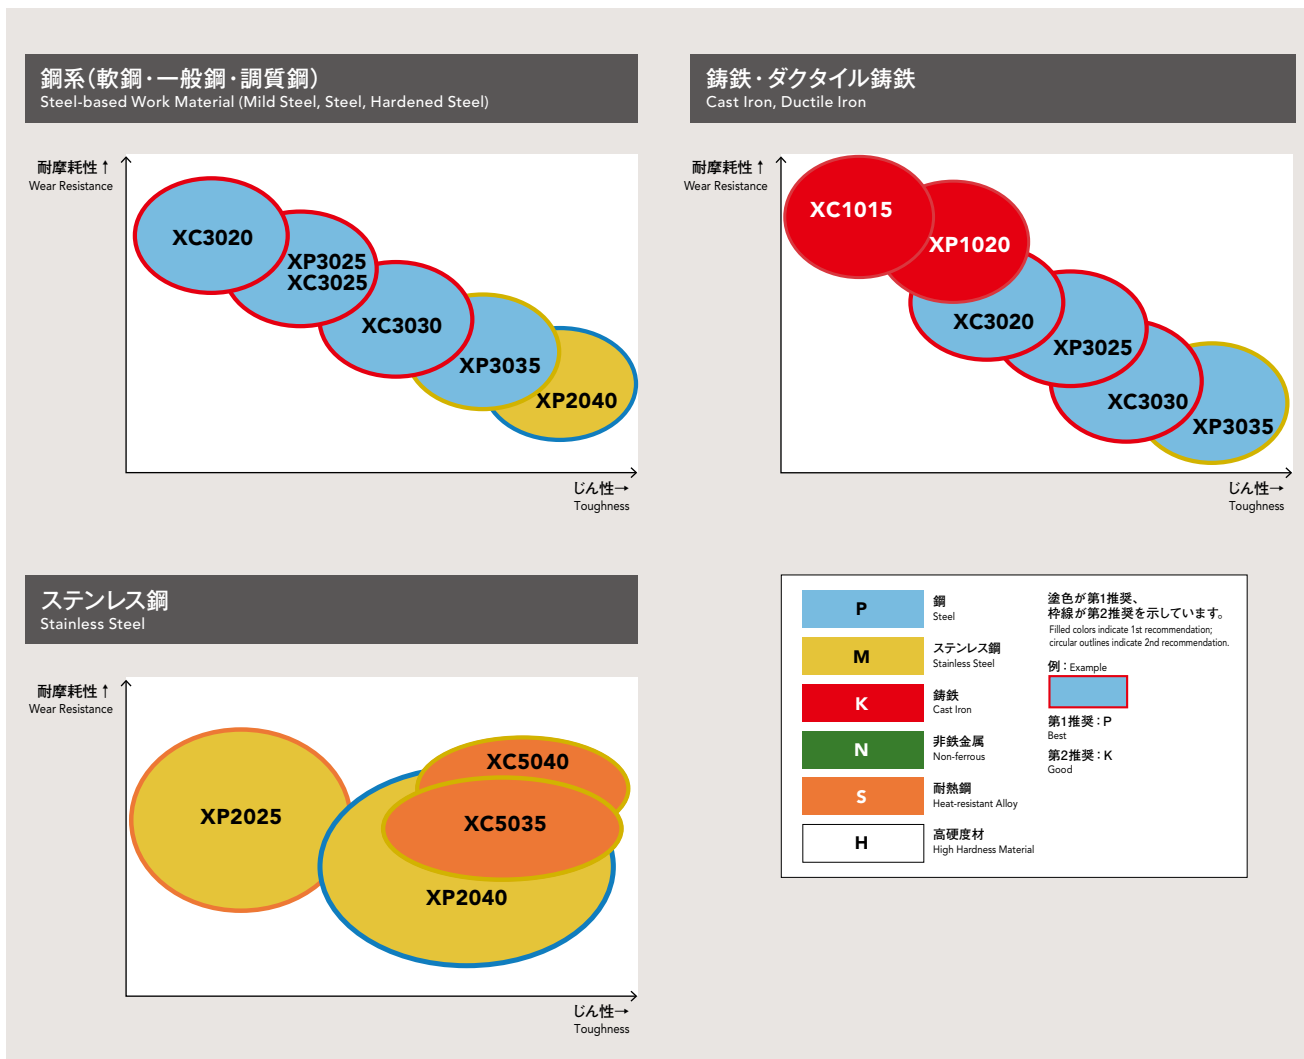 鋼系(軟鋼・一般鋼・調質鋼)
Steel-based Work Material (Mild Steel, Steel, Hardened Steel)
耐摩耗性↑
Wear Resistance
XC3020
XP3025
XC3025
XC3030
XP3035
XP2040
じん性→
Toughness
鋳鉄・ダクタイル鋳鉄
Cast Iron, Ductile Iron
耐摩耗性↑
Wear Resistance
XC1015
XP1020
XC3020
XP3025
XC3030
XP3035
じん性→
Toughness
ステンレス鋼
Stainless Steel
耐摩耗性↑
Wear Resistance
XP2025
XC5040
XC5035
XP2040
じん性→
Toughness
P
鋼
Steel
M
ステンレス鋼
Stainless Steel
K
鋳鉄
Cast Iron
N
非鉄金属
Non-ferrous
S
耐熱鋼
Heat-resistant Alloy
H
高硬度材
High Hardness Material
塗色が第1推奨、
枠線が第2推奨を示しています。
Filled colors indicate 1st recommendation;
circular outlines indicate 2nd recommendation.
例:Example
第1推奨:P
Best
第2推奨:K
Good